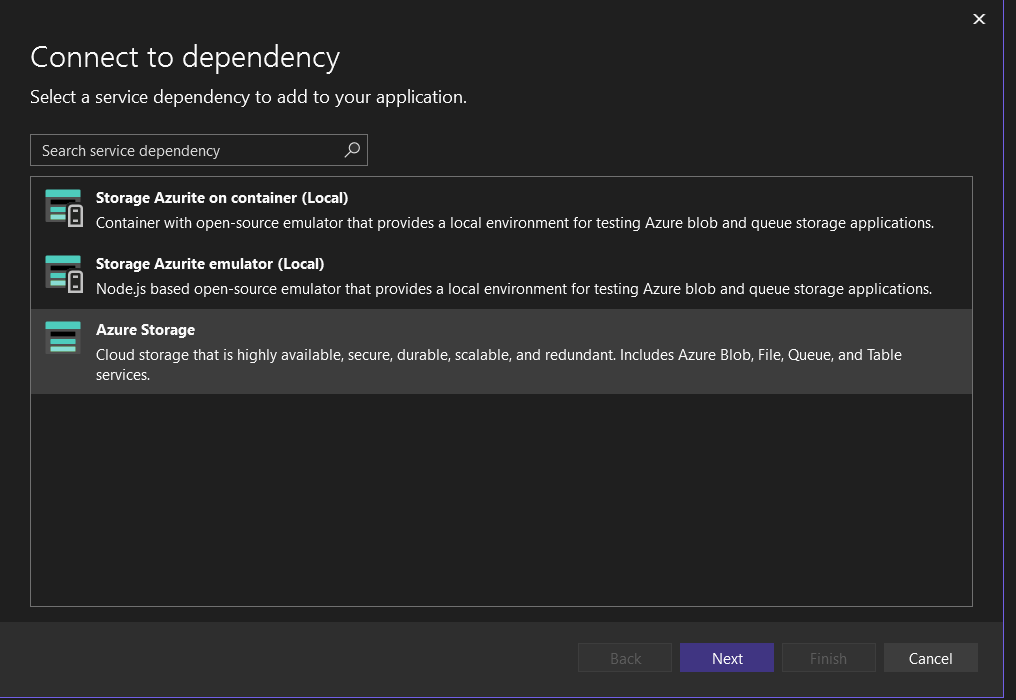 Connect to dependency
Select a service dependency to add to your application.
Search service dependency
Storage Azurite on container (Local)
Container with open-source emulator that provides a local environment for testing Azure blob and queue storage applications.
Storage Azurite emulator (Local)
Node.js based open-source emulator that provides a local environment for testing Azure blob and queue storage applications.
Azure Storage
Cloud storage that is highly available, secure, durable, scalable, and redundant. Includes Azure Blob, File, Queue, and Table
services.
Back
Next
Finish
Cancel